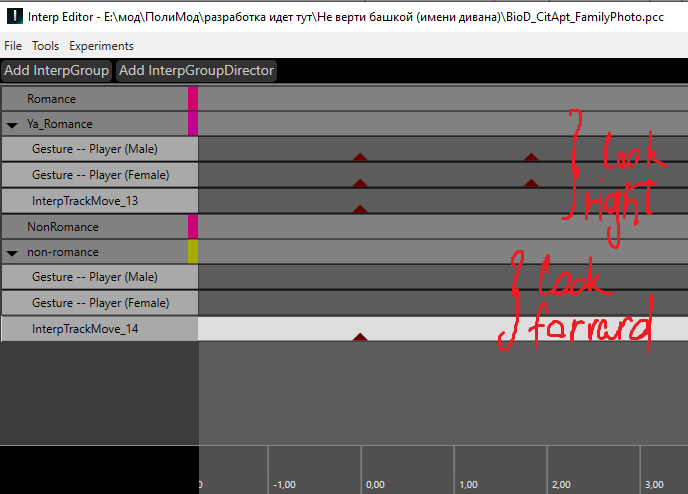 Interp Editor - E:\мод\ПолиМод\разработка идет тут\Не верти башкой (имени дивана)\BioD_CitApt_FamilyPhoto.pcc
File Tools Experiments
Add InterpGroup Add InterpGroupDirector
Romance
Ya_Romance
Gesture -- Player (Male)
Gesture -- Player (Female)
InterpTrackMove_13
Look
right
NonRomance
non-romance
Gesture -- Player (Male)
Gesture -- Player (Female)
InterpTrackMove_14
Look
forrard
0 -1,00 0,00 1,00 2,00 3,00